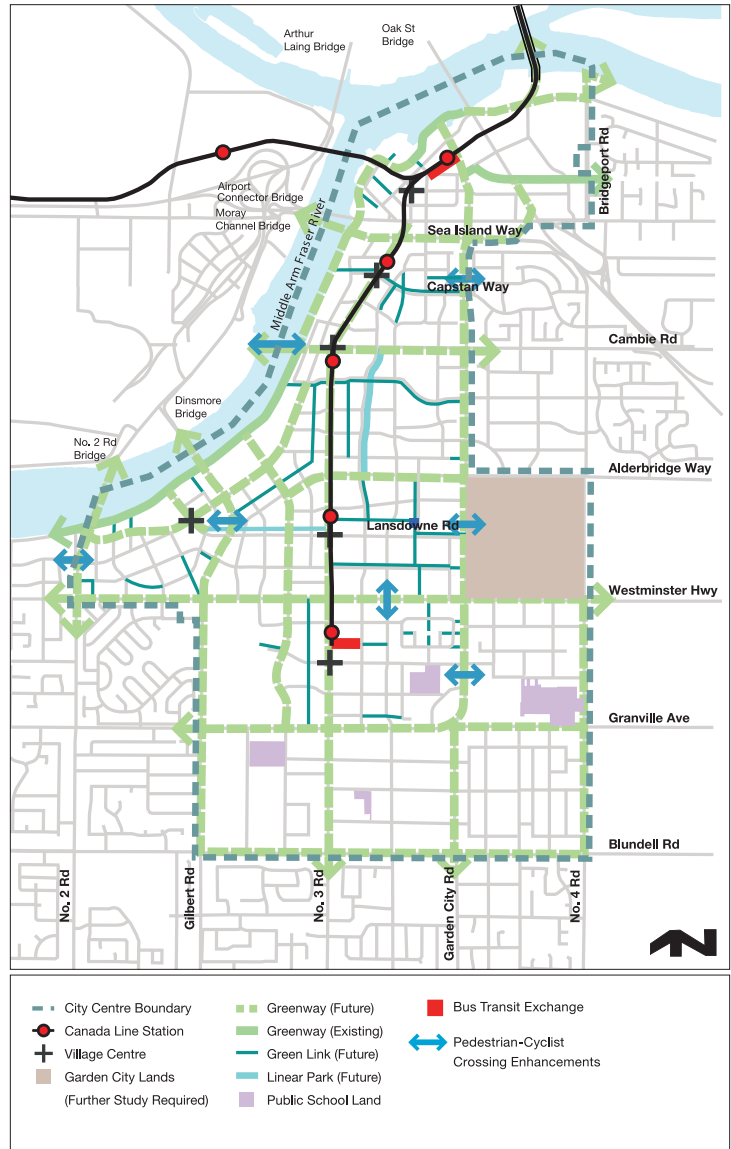 Arthur
Laing Bridge
Oak St
Bridge
Bridgeport Rd
Airport
Connector Bridge
Moray
Channel Bridge
Middle Arm Fraser River
Sea Island Way
Capstan Way
Cambie Rd
Dinsmore
Bridge
No. 2 Rd
Bridge
Alderbridge Way
Lansdowne Rd
Westminster Hwy
Granville Ave
Blundell Rd
No. 2 Rd
Gilbert Rd
No. 3 Rd
Garden City Rd
No. 4 Rd
N
City Centre Boundary
Canada Line Station
Village Centre
Garden City Lands
(Further Study Required)
Greenway (Future)
Greenway (Existing)
Green Link (Future)
Linear Park (Future)
Public School Land
Bus Transit Exchange
Pedestrian-Cyclist
Crossing Enhancements